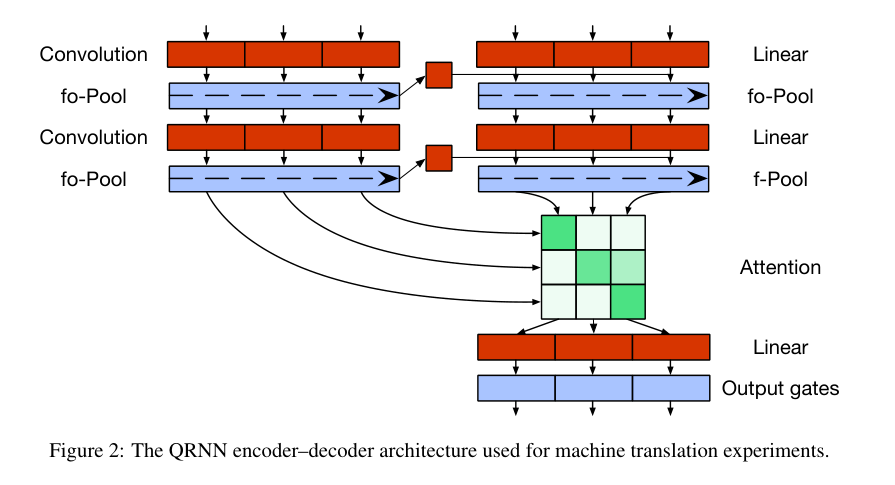 Convolution
Linear
fo-Pool
fo-Pool
Convolution
Linear
fo-Pool
f-Pool
Attention
Linear
Output gates
Figure 2: The QRNN encoder–decoder architecture used for machine translation experiments.